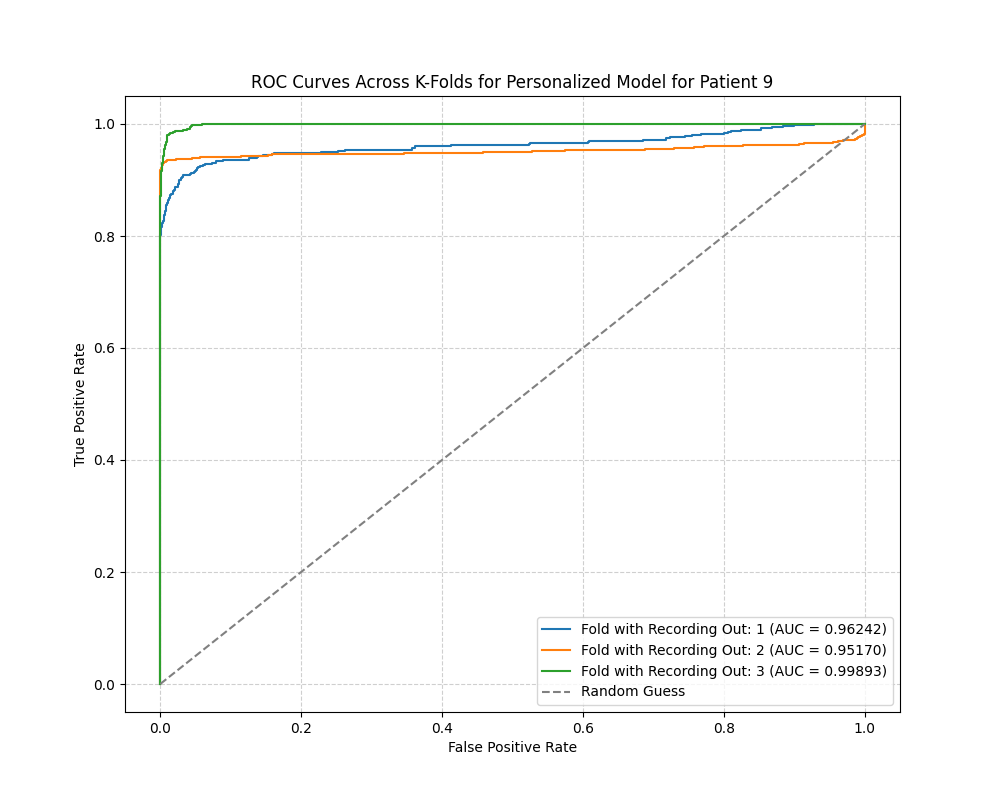 ROC Curves Across K-Folds for Personalized Model for Patient 9
True Positive Rate
1.0
0.8
0.6
0.4
0.2
0.0
Fold with Recording Out: 1 (AUC = 0.96242)
Fold with Recording Out: 2 (AUC = 0.95170)
Fold with Recording Out: 3 (AUC = 0.99893)
Random Guess
0.0 0.2 0.4 0.6 0.8 1.0
False Positive Rate